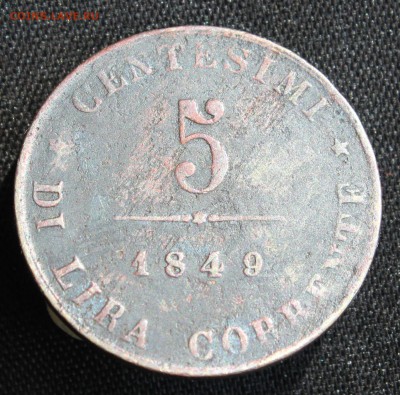 CENTESIMI
5
1849
DI LIRA CORRENTE